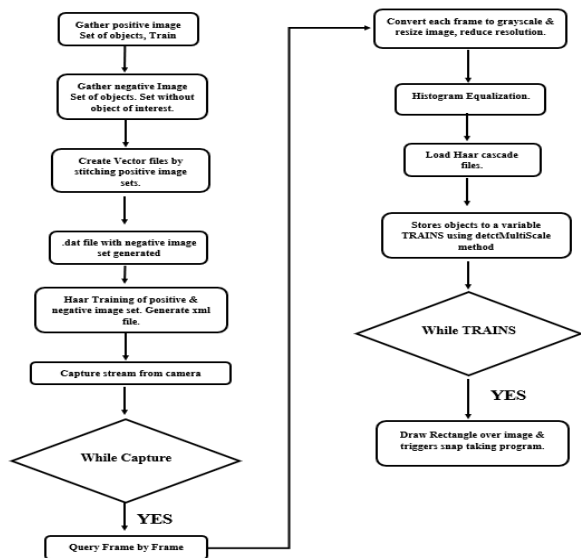 Gather positive image
Set of objects, Train
Gather negative Image
Set of objects. Set without
object of interest.
Create Vector files by
stitching positive image
sets.
.dat file with negative image
set generated
Haar Training of positive &
negative image set. Generate xml
file.
Capture stream from camera
While Capture
YES
Query Frame by Frame
Convert each frame to grayscale &
resize image, reduce resolution.
Histogram Equalization.
Load Haar cascade
files.
Stores objects to a variable
TRAINS using detctMultiScale
method
While TRAINS
YES
Draw Rectangle over image &
triggers snap taking program.